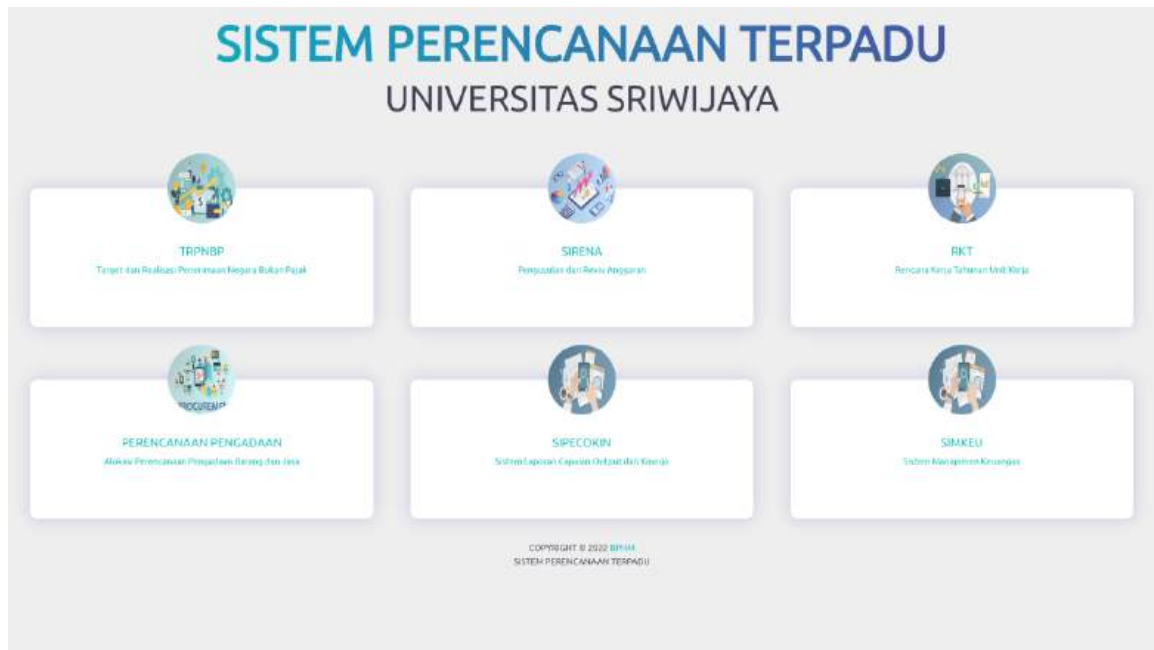 SISTEM PERENCANAAN TERPADU
UNIVERSITAS SRIWIJAYA
TRPNBP
Target dan Realisasi Penerimaan Negara Bukan Pajak
SIRENA
Pengusulan dan Reviu Anggaran
RKT
Rencana Kerja Tahunan Unit Kerja
PERENCANAAN PENGADAAN
Alokasi Perencanaan Pengadaan Barang dan Jasa
SIPECOKIN
Sistem Laporan Capaian Output dan Kinerja
SIMKEU
Sistem Manajemen Keuangan
COPYRIGHT © 2022
SISTEM PERENCANAAN TERPADU